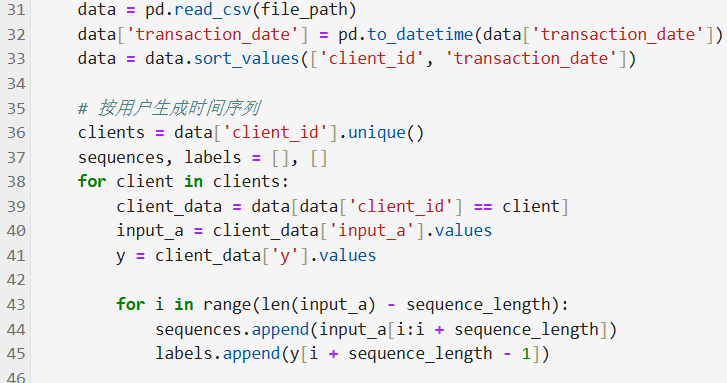 31 data = pd.read_csv(file_path)
32 data['transaction_date'] = pd.to_datetime(data['transaction_date'])
33 data = data.sort_values(['client_id', 'transaction_date'])
34
35 # 按用户生成时间序列
36 clients = data['client_id'].unique()
37 sequences, labels = [], []
38 for client in clients:
39 client_data = data[data['client_id'] == client]
40 input_a = client_data['input_a'].values
41 y = client_data['y'].values
42
43 for i in range(len(input_a) - sequence_length):
44 sequences.append(input_a[i:i + sequence_length])
45 labels.append(y[i + sequence_length - 1])
46